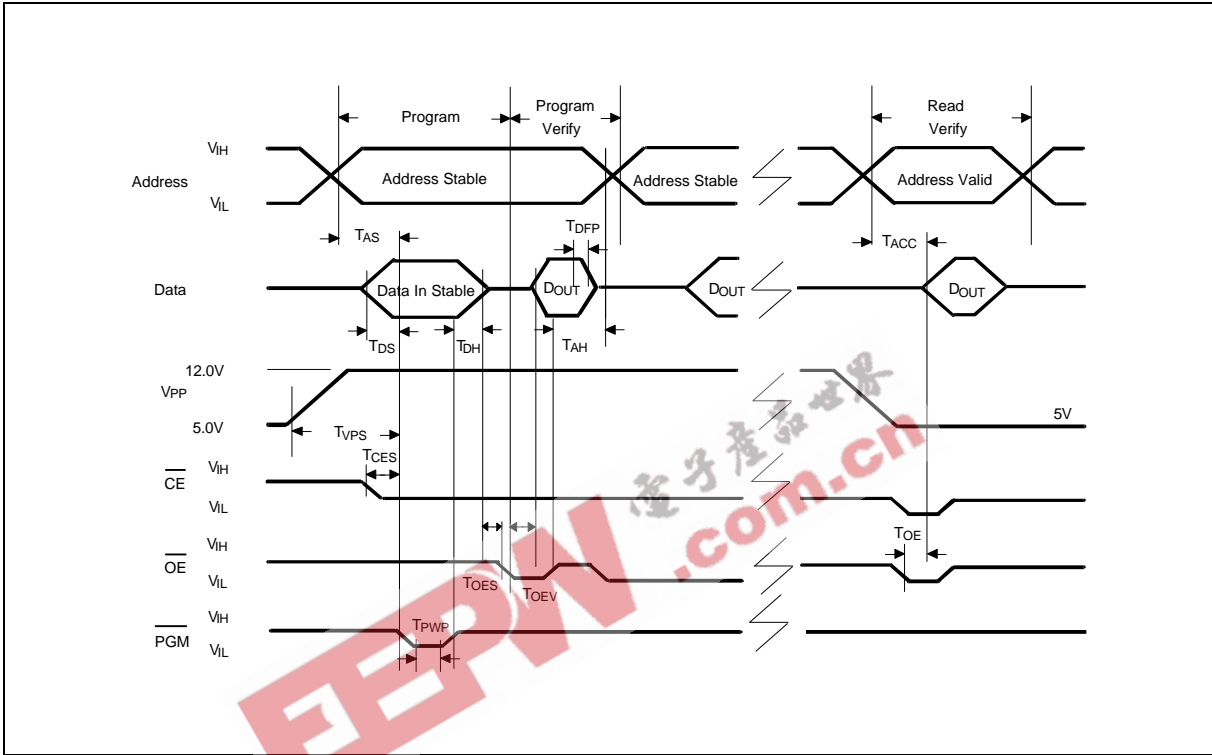 Program
Program
Verify
Read
Verify
VIH
Address
VIL
Address Stable
Address Stable
Address Valid
TAS
TDFP
TACC
Data
Data In Stable
DOUT
DOUT
DOUT
TDS
TDH
TAH
12.0V
VPP
5.0V
5V
TVPS
TCES
VIH
CE
VIL
VIH
OE
VIL
TOES
TOEV
TOE
VIH
PGM
VIL
TPWP
EEPW
.com.cn
電子產品世界